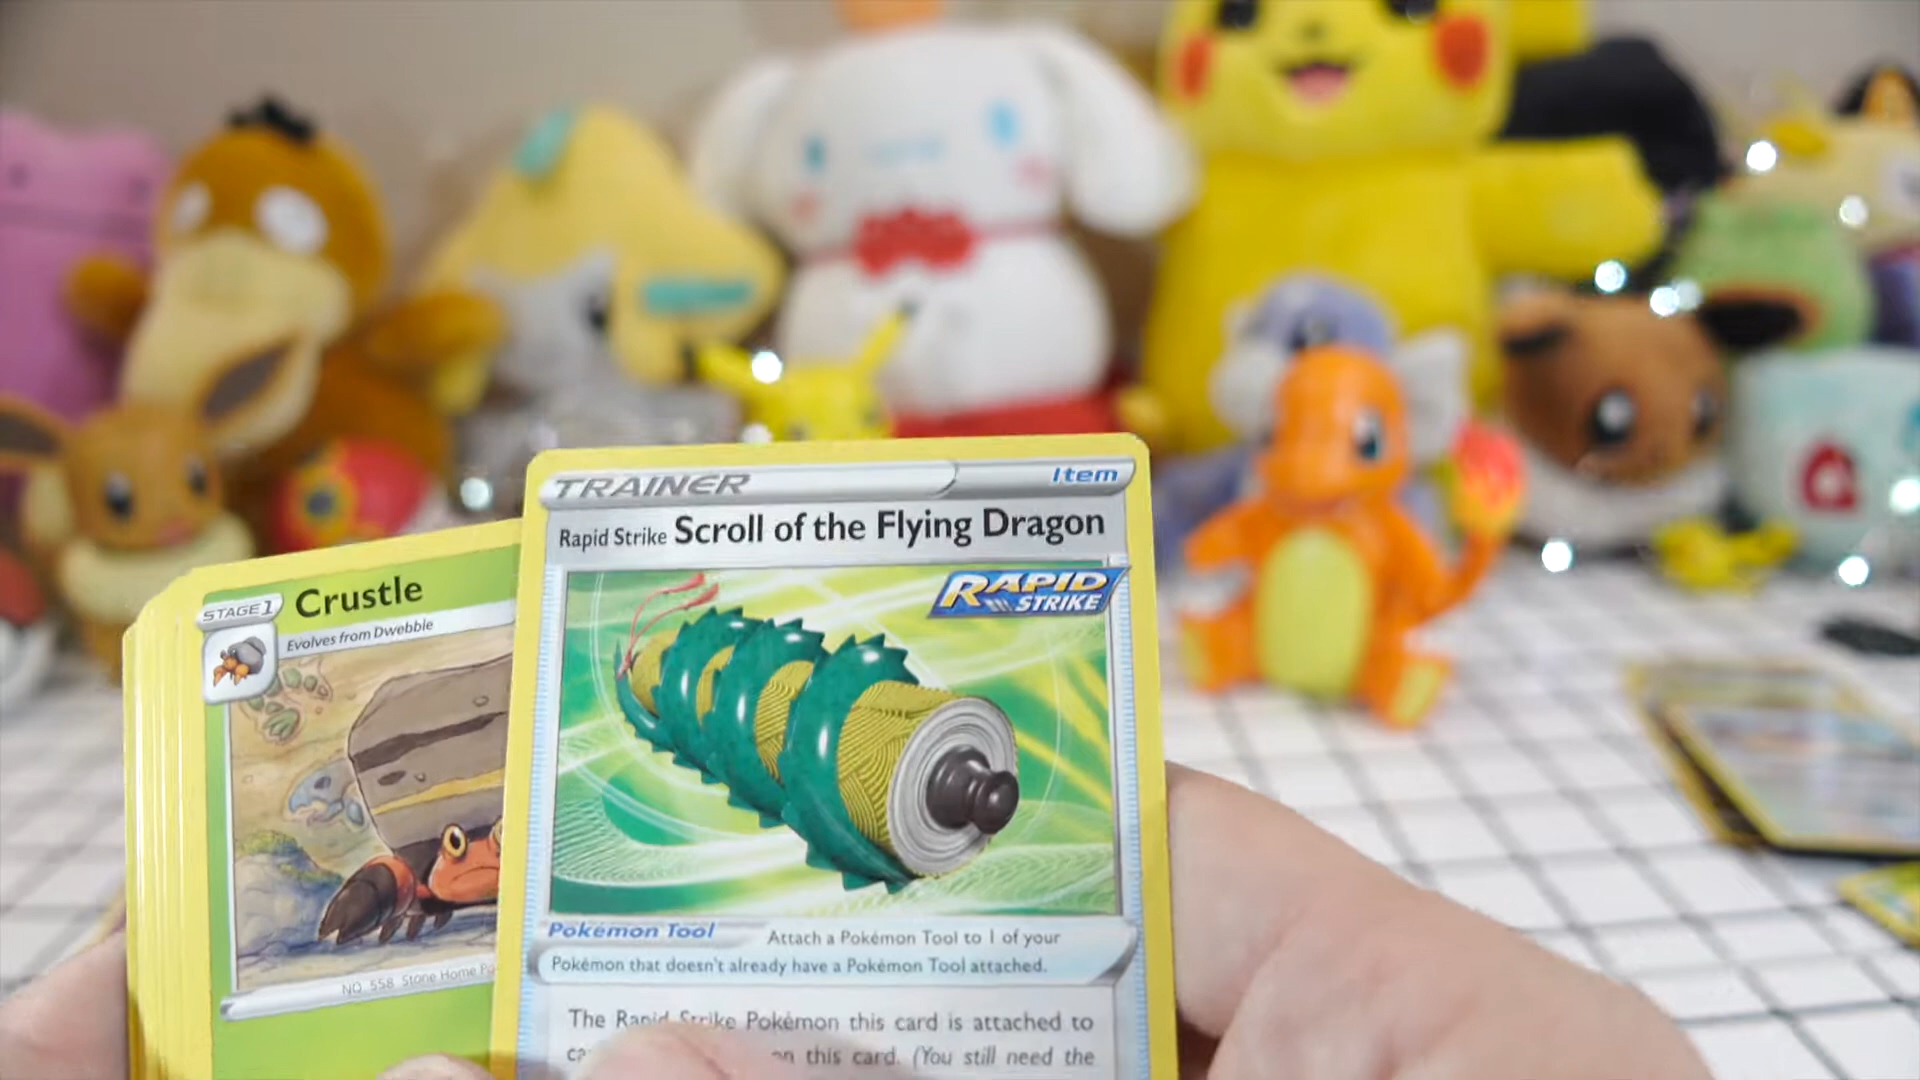 STAGE 1
Crustle
Evolves from Dwebble
NO. 558 Stone Home Po
TRAINER
Item
Rapid Strike Scroll of the Flying Dragon
RAPID
STRIKE
Pokémon Tool Attach a Pokémon Tool to 1 of your
Pokémon that doesn't already have a Pokémon Tool attached.
The Rapid Strike Pokémon this card is attached to
on this card. (You still need the